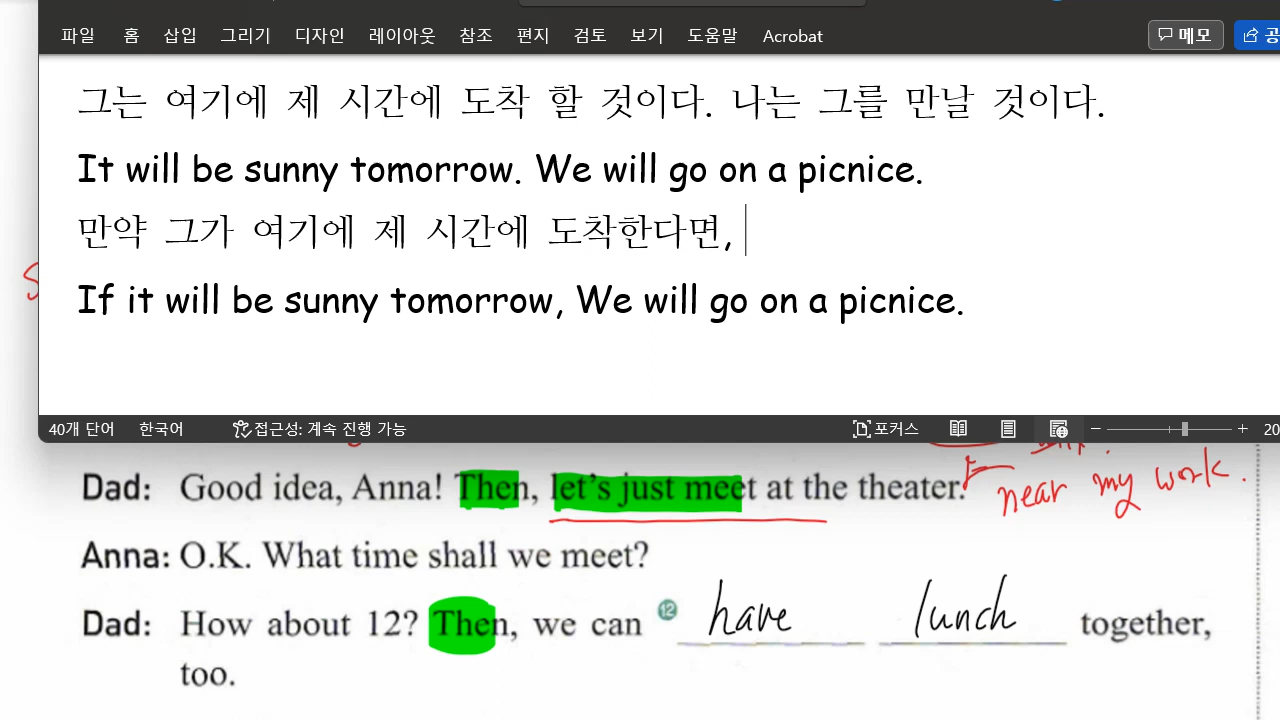 파일 홈 삽입 그리기 디자인 레이아웃 참조 편지 검토 보기 도움말 Acrobat 메모 공
그는 여기에 제 시간에 도착 할 것이다. 나는 그를 만날 것이다.
It will be sunny tomorrow. We will go on a picnice.
만약 그가 여기에 제 시간에 도착한다면,
If it will be sunny tomorrow, We will go on a picnice.
40개 단어 한국어 접근성: 계속 진행 가능 포커스 20
Dad: Good idea, Anna! Then, let's just meet at the theater.
near my work.
Anna: O.K. What time shall we meet?
Dad: How about 12? Then, we can ⑫ have lunch together,
too.